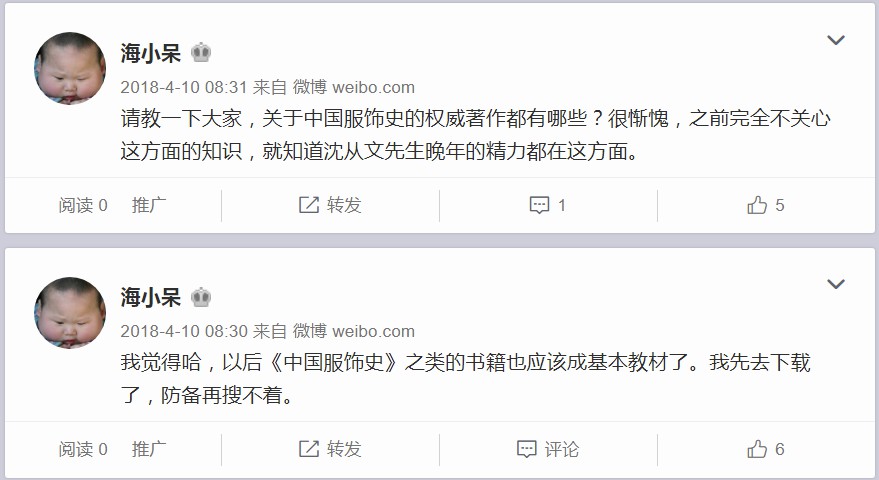 海小呆
2018-4-10 08:31 来自 微博 weibo.com
请教一下大家，关于中国服饰史的权威著作都有哪些？很惭愧，之前完全不关心
这方面的知识，就知道沈从文先生晚年的精力都在这方面。
阅读 0 推广 转发 1 5
海小呆
2018-4-10 08:30 来自 微博 weibo.com
我觉得哈，以后《中国服饰史》之类的书籍也应该成基本教材了。我先去下载
了，防备再搜不着。
阅读 0 推广 转发 评论 6